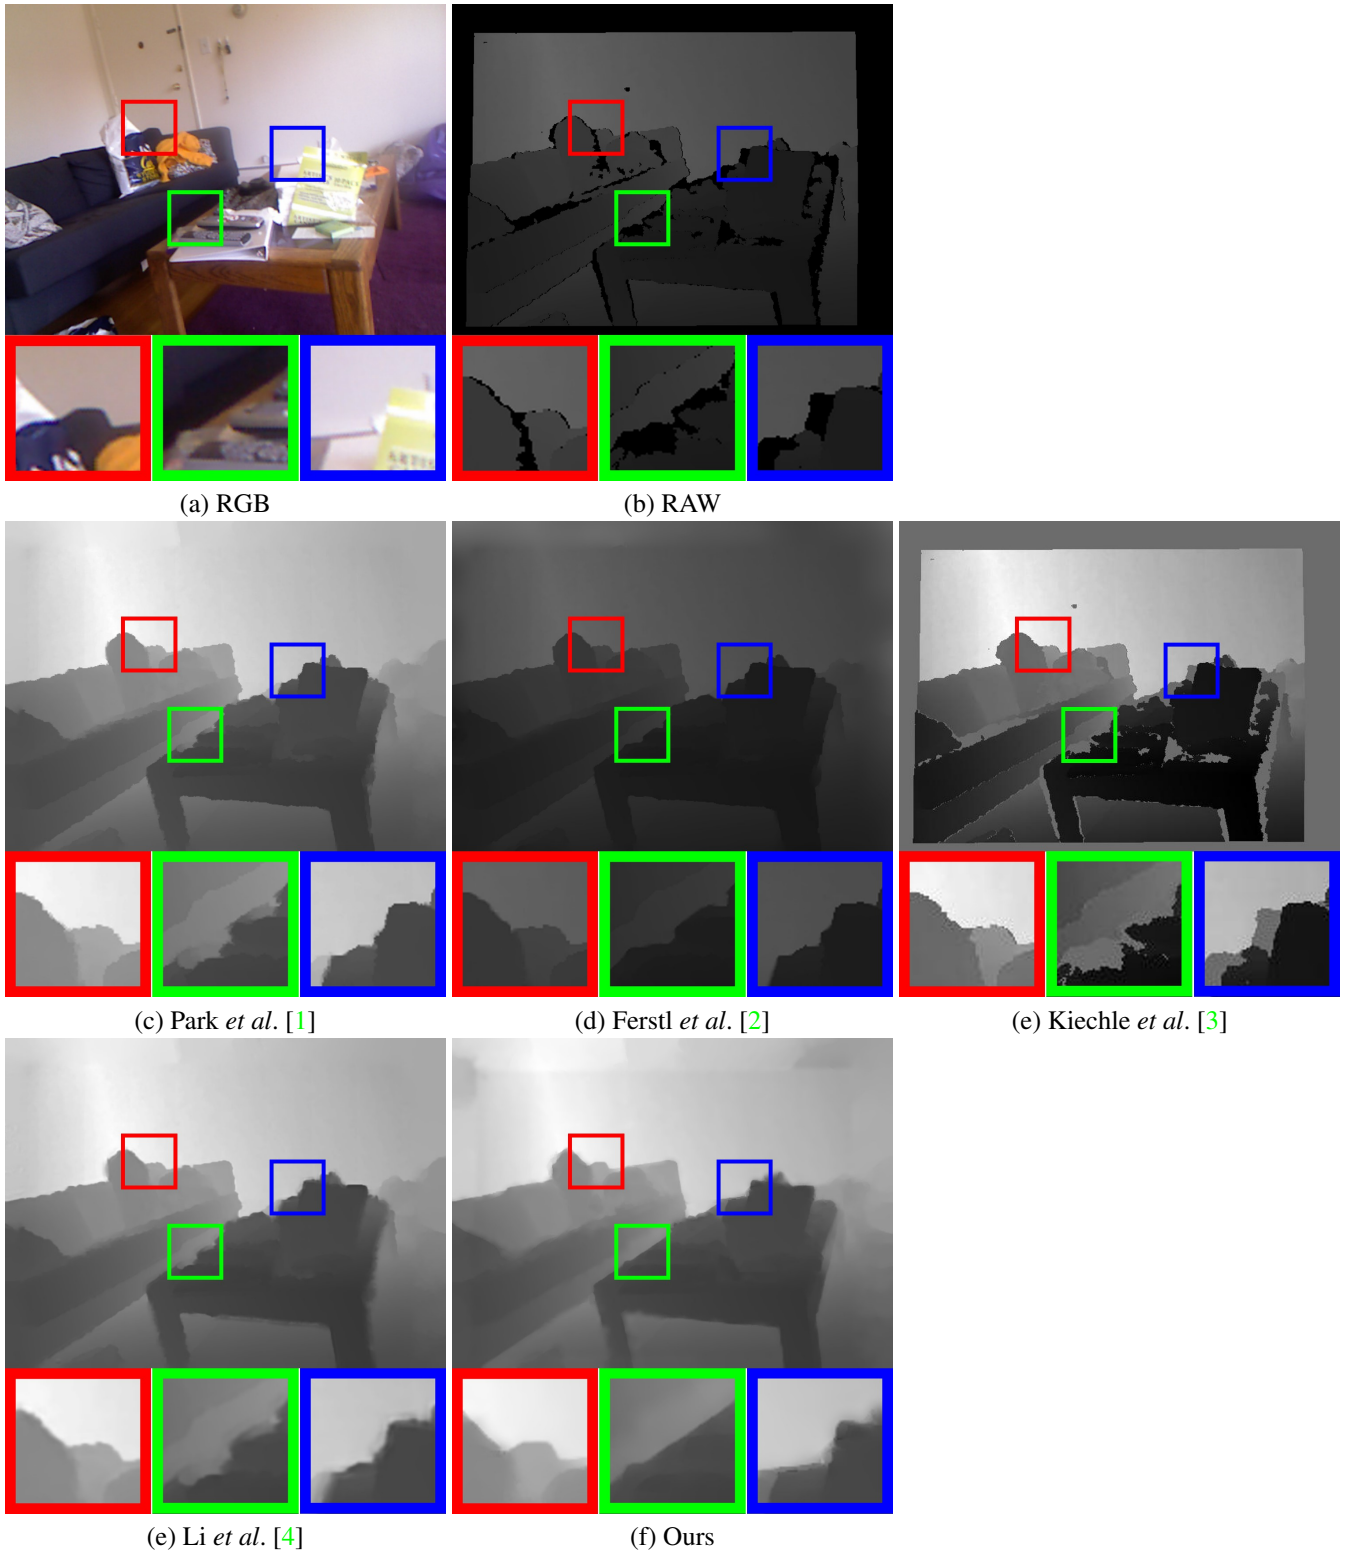 (a) RGB
(b) RAW
(c) Park et al. [1]
(d) Ferstl et al. [2]
(e) Kiechle et al. [3]
(e) Li et al. [4]
(f) Ours